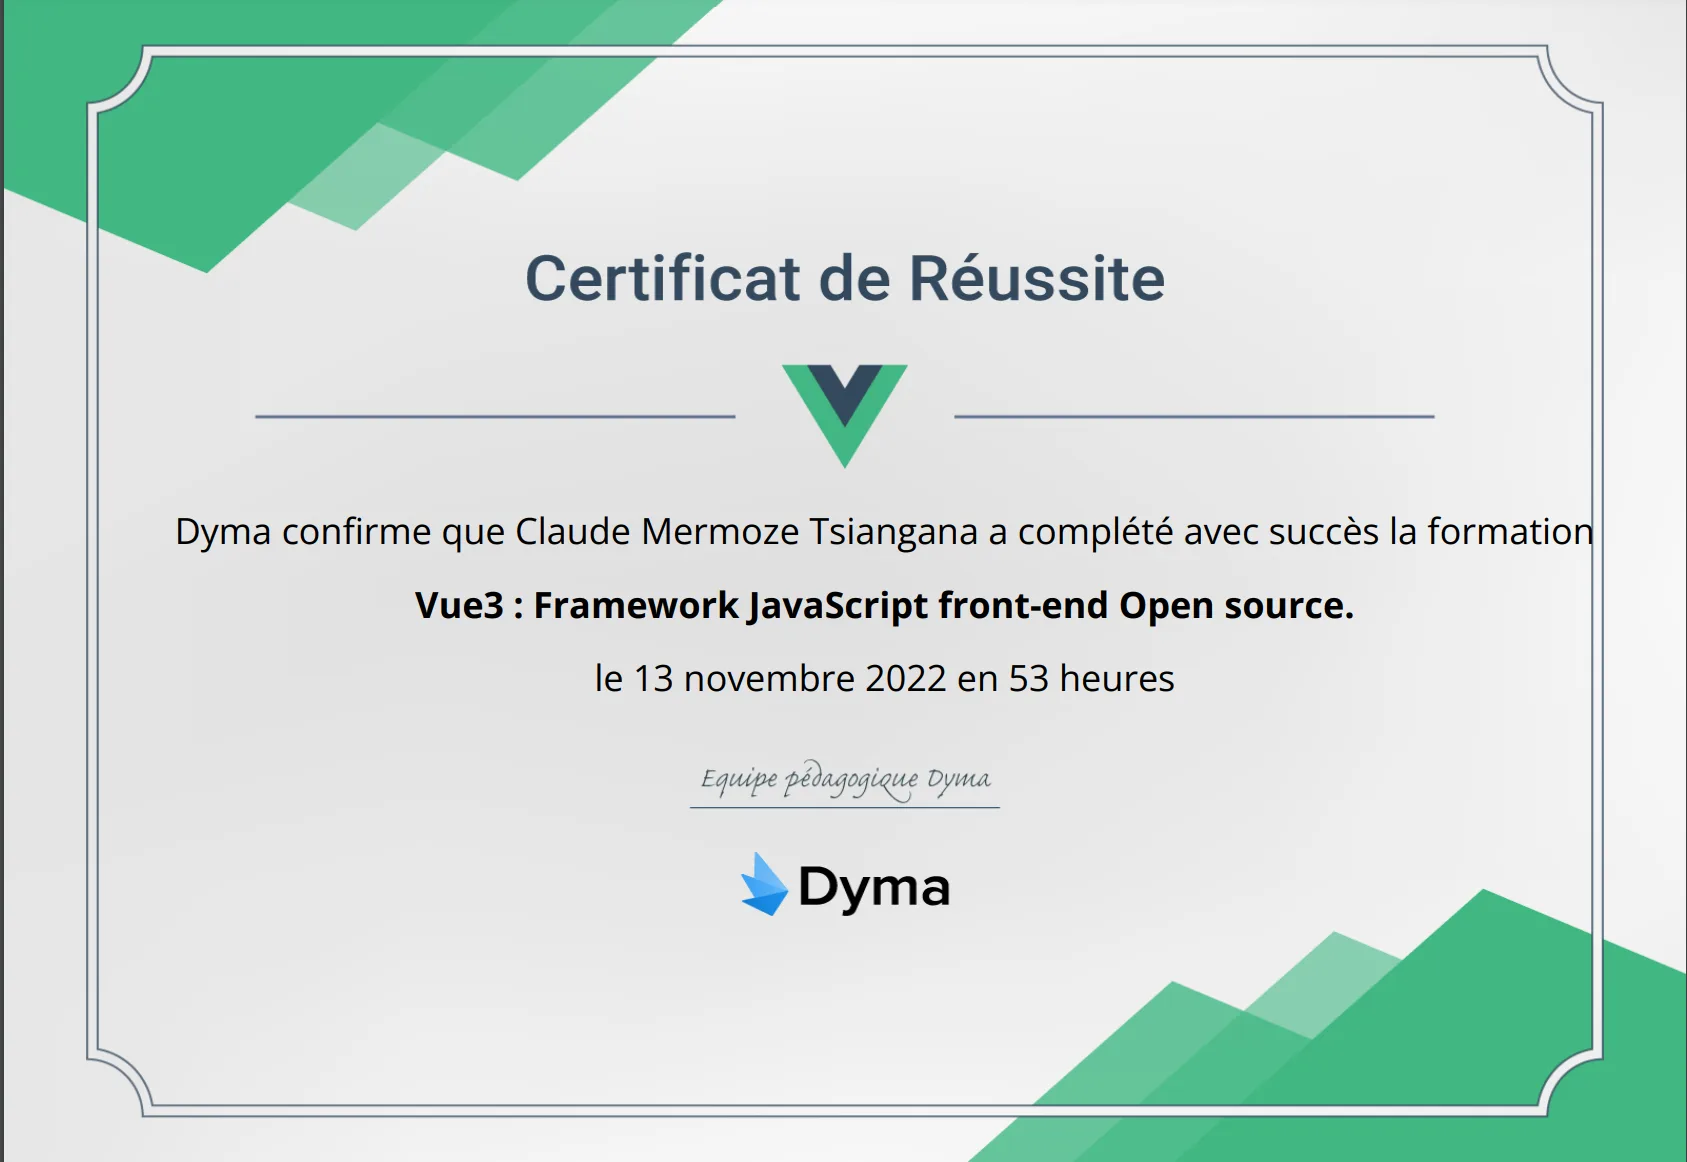 Certificat de Réussite
Dyma confirme que Claude Mermoze Tsiangana a complété avec succès la formation
Vue3 : Framework JavaScript front-end Open source.
le 13 novembre 2022 en 53 heures
Equipe pédagogique Dyma
Dyma